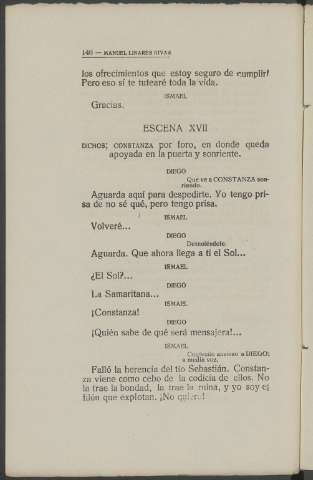 146 — MANUEL LINARES RIVAS
los ofrecimientos que estoy seguro de cumplir!
Pero eso sí te tutearé toda la vida.
ISMAEL
Gracias.
ESCENA XVII
DICHOS; CONSTANZA por foro, en donde queda
apoyada en la puerta y sonriente.
DIEGO
Que ve a CONSTANZA son-
riendo.
Aguarda aquí para despedirte. Yo tengo pri-
sa de no sé qué, pero tengo prisa.
ISMAEL
Volveré...
DIEGO
Deteniéndole.
Aguarda. Que ahora llega a ti el Sol...
ISMAEL
¿El Sol?...
DIEGO
La Samaritana...
ISMAEL
¡Constanza!
DIEGO
¡Quién sabe de qué será mensajera!...
ISMAEL
a DIEGO;
a media voz.
Falló la herencia del tío Sebastián. Constan-
za viene como cebo de la codicia de ellos. No
la trae la bondad, la trae la ruina, y yo soy el
filón que explotan. ¡No quiero!